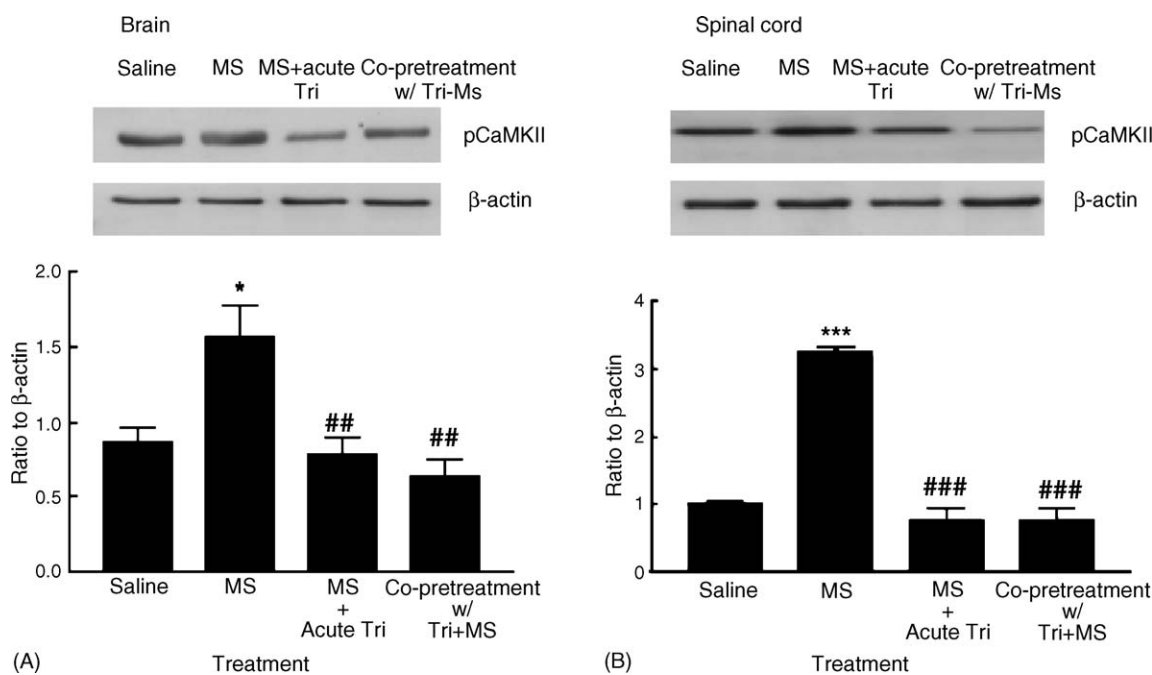 Brain
Saline MS MS+acute Tri Co-pretreatment w/ Tri-Ms
pCaMKII
β-actin
2.0
1.5
1.0
0.5
0.0
Ratio to β-actin
*
##
##
Saline
MS
MS + Acute Tri
Co-pretreatment w/ Tri+MS
(A)
Treatment
Spinal cord
Saline MS MS+acute Tri Co-pretreatment w/ Tri-Ms
pCaMKII
β-actin
4
3
2
1
0
Ratio to β-actin
***
###
###
Saline
MS
MS + Acute Tri
Co-pretreatment w/ Tri+MS
(B)
Treatment